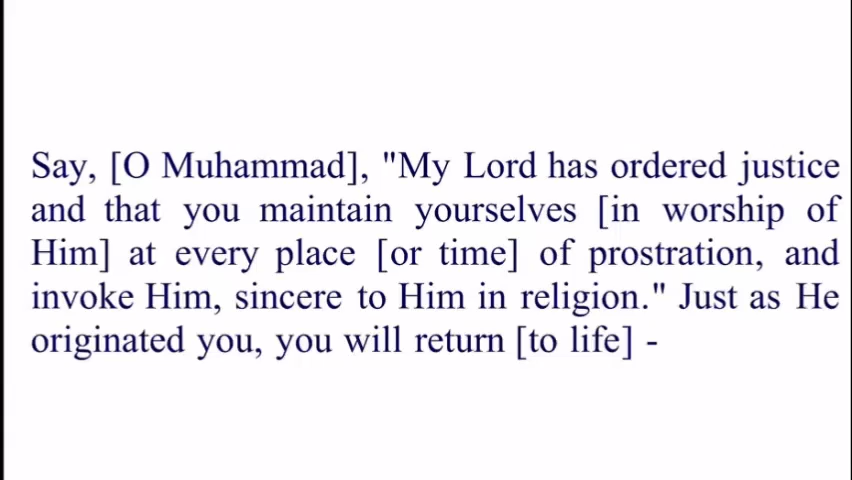 Say, [O Muhammad], "My Lord has ordered justice
and that you maintain yourselves [in worship of
Him] at every place [or time] of prostration, and
invoke Him, sincere to Him in religion." Just as He
originated you, you will return [to life] -